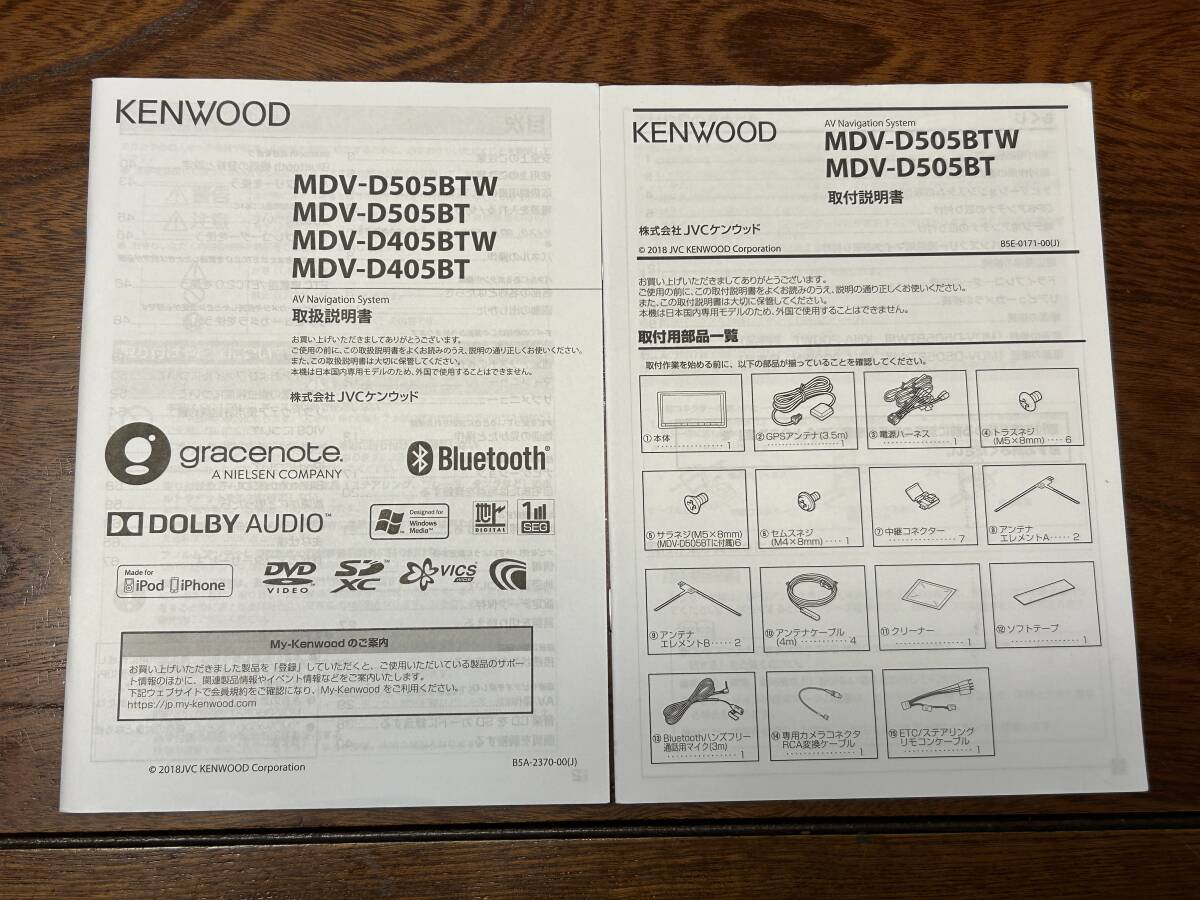 KENWOOD
MDV-D505BTW
MDV-D505BT
MDV-D405BTW
MDV-D405BT
AV Navigation System
取扱説明書
お買い上げいただきましてありがとうございます。
ご使用の前に、この取扱説明書をよくお読みのうえ、説明の通り正しくお使いください。
また、この取扱説明書は大切に保管してください。
本機は日本国内専用モデルのため、外国で使用することはできません。
株式会社 JVCケンウッド
gracenote.
A NIELSEN COMPANY
Bluetooth®
DOLBY AUDIO™
Designed for
Windows
Media™
地デジ
DIGITAL
1
SEG
Made for
iPod iPhone
DVD
VIDEO™
SD
XC™
VICS
WIDE
My-Kenwood のご案内
お買い上げいただきました製品を「登録」していただくと、ご使用いただいている製品のサポー
ト情報のほかに、関連製品情報やイベント情報などをご案内いたします。
下記ウェブサイトで会員規約をご確認になり、My-Kenwood をご利用ください。
https://jp.my-kenwood.com
© 2018JVC KENWOOD Corporation
B5A-2370-00(J)
KENWOOD
AV Navigation System
MDV-D505BTW
MDV-D505BT
取付説明書
株式会社 JVCケンウッド
© 2018 JVC KENWOOD Corporation
B5E-0171-00(J)
お買い上げいただきましてありがとうございます。
ご使用の前に、この取付説明書をよくお読みのうえ、説明の通り正しくお使いください。
また、この取付説明書は大切に保管してください。
本機は日本国内専用モデルのため、外国で使用することはできません。
取付用部品一覧
取付作業を始める前に、以下の部品が揃っていることを確認してください。
①本体
1
②GPSアンテナ(3.5m)
1
③電源ハーネス
1
④トラスネジ
(M5×8mm)····6
⑤サラネジ(M5×8mm)
(MDV-D505BTに付属)6
⑥セムスネジ
(M4×8mm)····1
⑦中継コネクター
7
⑧アンテナ
エレメントA····2
⑨アンテナ
エレメントB····2
⑩アンテナケーブル
(4m)············4
⑪クリーナー
1
⑫ソフトテープ
1
⑬Bluetoothハンズフリー
通話用マイク(3m)
1
⑭専用カメラコネクタ
RCA変換ケーブル
1
⑮ETC/ステアリング
リモコンケーブル
1